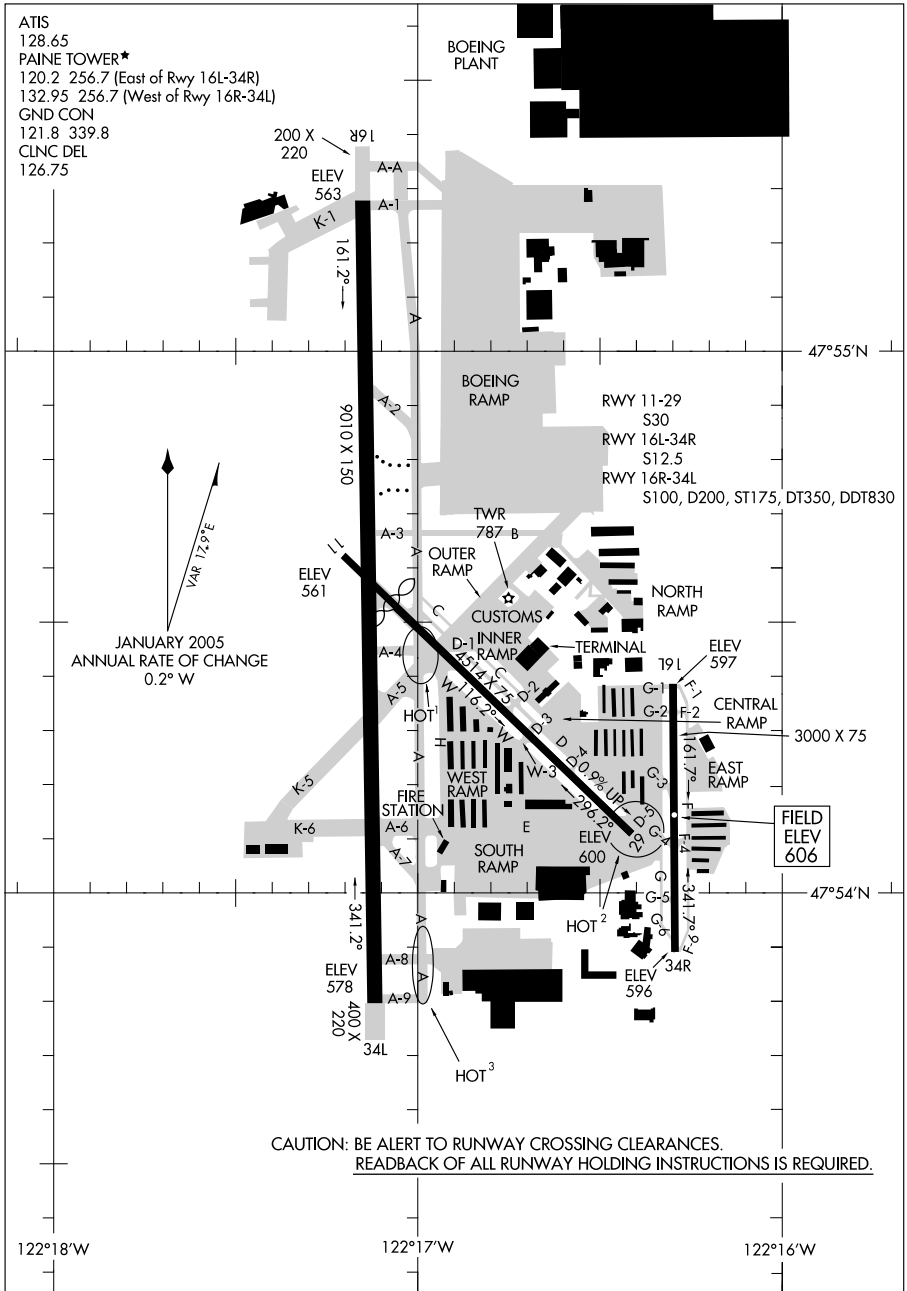 ATIS
128.65
PAINE TOWER★
120.2 256.7 (East of Rwy 16L-34R)
132.95 256.7 (West of Rwy 16R-34L)
GND CON
121.8 339.8
CLNC DEL
126.75
BOEING
PLANT
200 X
220
16R
A-A
ELEV
563
A-1
K-1
161.2°
A
47°55'N
BOEING
RAMP
A-2
9010 X 150
RWY 11-29
S30
RWY 16L-34R
S12.5
RWY 16R-34L
S100, D200, ST175, DT350, DDT830
VAR 17.9°E
JANUARY 2005
ANNUAL RATE OF CHANGE
0.2° W
TWR
787
B
A-3
A
11
ELEV
561
OUTER
RAMP
CUSTOMS
INNER
RAMP
TERMINAL
NORTH
RAMP
C
D-1
A-4
4514 X 75
C
D-2
16L
ELEV
597
G-1
F-1
G-2
F-2
CENTRAL
RAMP
3000 X 75
A-5
HOT¹
116.2°
W
W
D-3
D
D-4
0.9% UP
D-5
161.7°
H
A
WEST
RAMP
W-3
296.2°
G-3
EAST
RAMP
F
K-5
FIRE
STATION
K-6
A-6
E
A-7
SOUTH
RAMP
ELEV
600
29
G-4
F-4
FIELD
ELEV
606
47°54'N
HOT²
G
G-5
G-6
341.7°
F-6
34R
ELEV
596
341.2°
A
A-8
A
ELEV
578
A-9
400 X
220
34L
HOT³
CAUTION: BE ALERT TO RUNWAY CROSSING CLEARANCES.
READBACK OF ALL RUNWAY HOLDING INSTRUCTIONS IS REQUIRED.
122°18'W
122°17'W
122°16'W